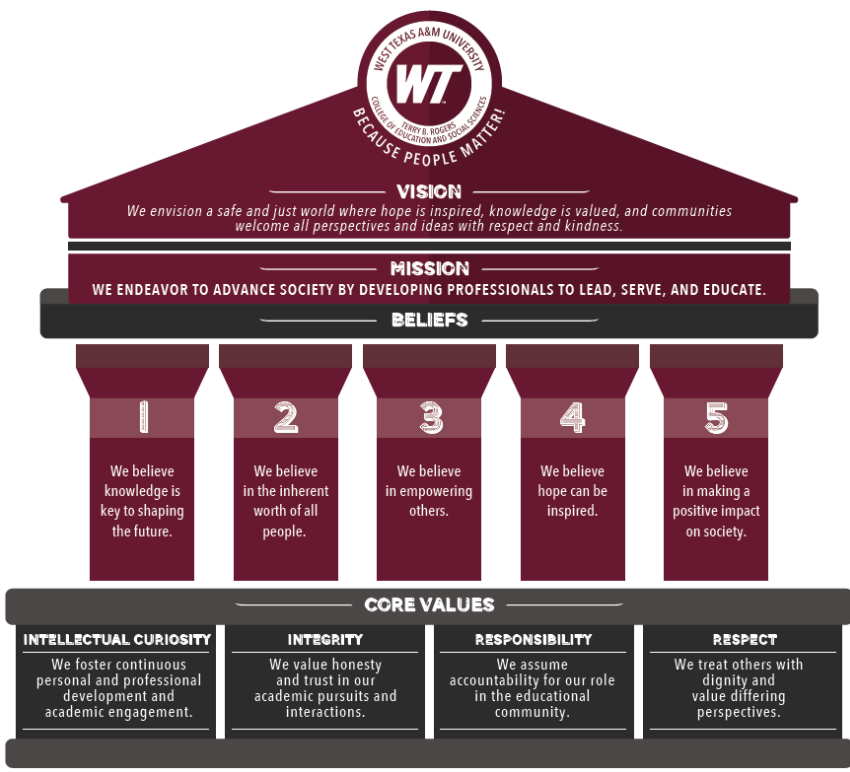 WEST TEXAS A&M UNIVERSITY
WT
TERRY B. ROGERS
COLLEGE OF EDUCATION AND SOCIAL SCIENCES
BECAUSE PEOPLE MATTER!
VISION
We envision a safe and just world where hope is inspired, knowledge is valued, and communities
welcome all perspectives and ideas with respect and kindness.
MISSION
WE ENDEAVOR TO ADVANCE SOCIETY BY DEVELOPING PROFESSIONALS TO LEAD, SERVE, AND EDUCATE.
BELIEFS
1
We believe
knowledge is
key to shaping
the future.
2
We believe
in the inherent
worth of all
people.
3
We believe
in empowering
others.
4
We believe
hope can be
inspired.
5
We believe
in making a
positive impact
on society.
CORE VALUES
INTELLECTUAL CURIOSITY
We foster continuous
personal and professional
development and
academic engagement.
INTEGRITY
We value honesty
and trust in our
academic pursuits and
interactions.
RESPONSIBILITY
We assume
accountability for our role
in the educational
community.
RESPECT
We treat others with
dignity and
value differing
perspectives.